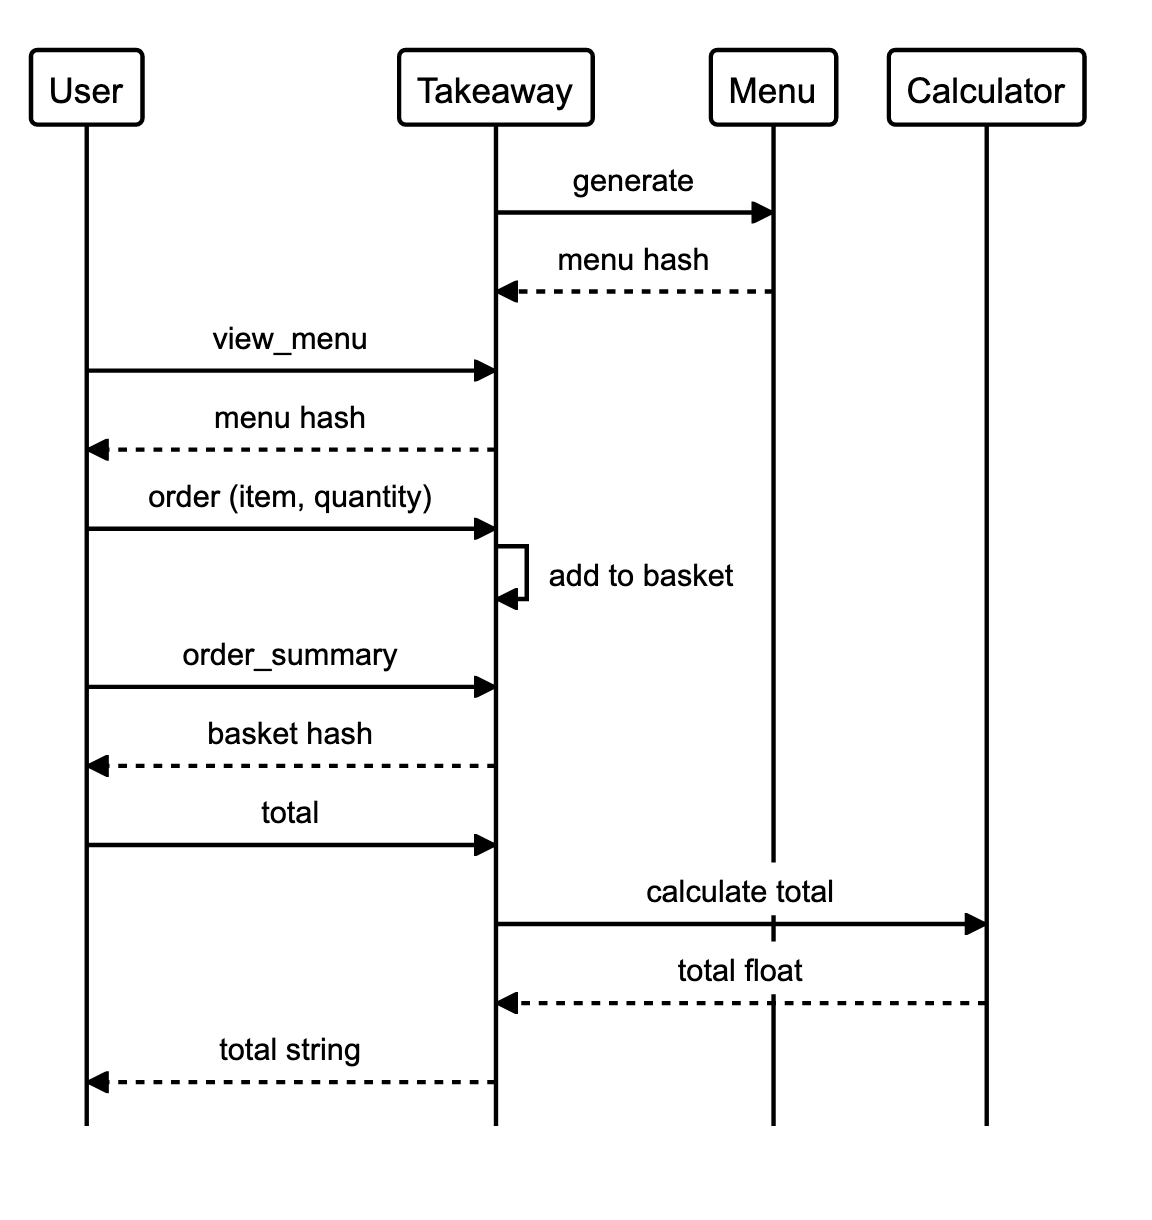 User
Takeaway
Menu
Calculator
generate
menu hash
view_menu
menu hash
order (item, quantity)
add to basket
order_summary
basket hash
total
calculate total
total float
total string